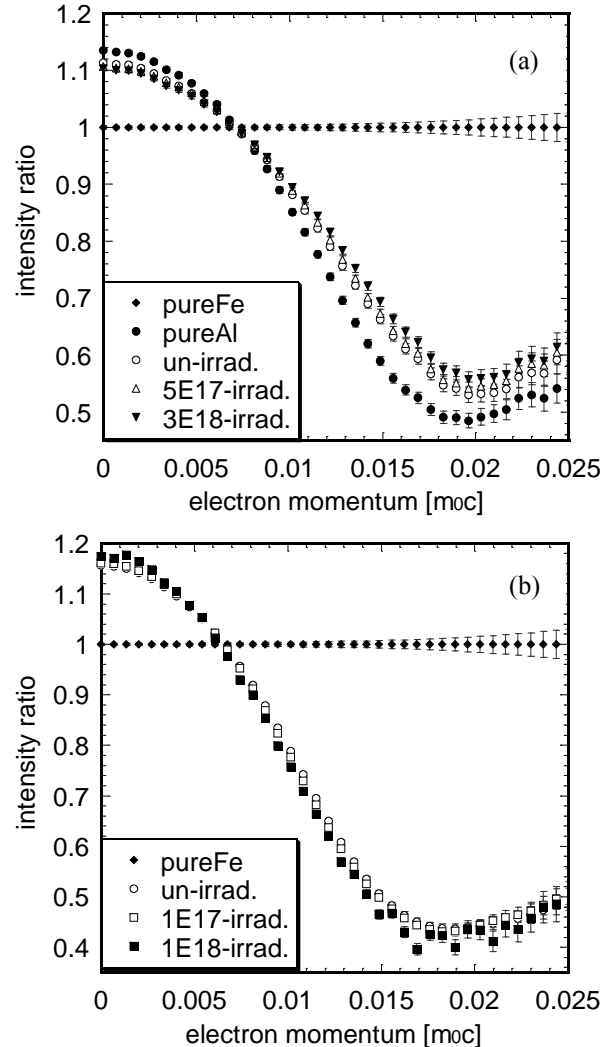 1.2
(a)
1.1
1
0.9
0.8
0.7
0.6
0.5
intensity ratio
pureFe
pureAl
un-irrad.
5E17-irrad.
3E18-irrad.
0 0.005 0.01 0.015 0.02 0.025
electron momentum [m0c]
1.2
(b)
1.1
1
0.9
0.8
0.7
0.6
0.5
0.4
intensity ratio
pureFe
un-irrad.
1E17-irrad.
1E18-irrad.
0 0.005 0.01 0.015 0.02 0.025
electron momentum [m0c]